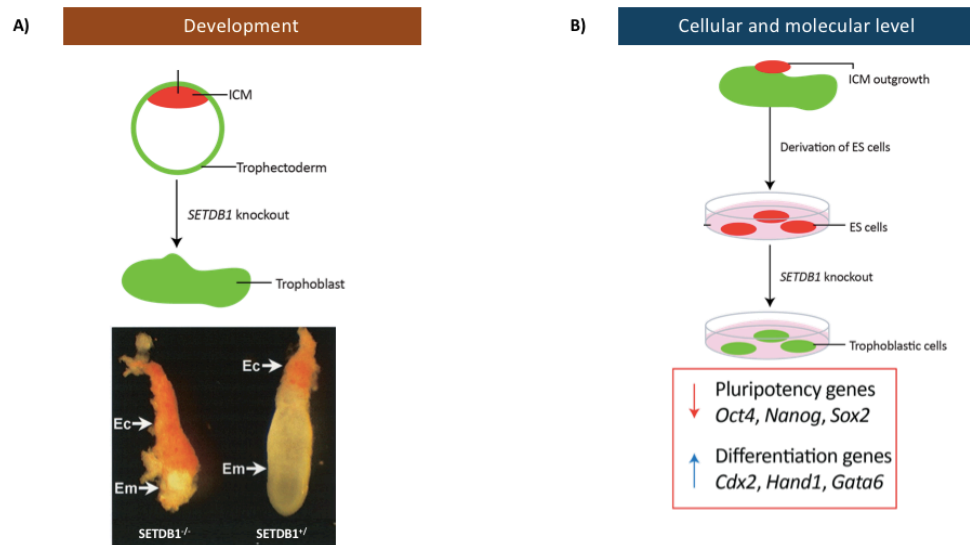 A)
Development
ICM
Trophectoderm
SETDB1 knockout
Trophoblast
Ec
Ec
Em
Em
SETDB1-/-
SETDB1+/
B)
Cellular and molecular level
ICM outgrowth
Derivation of ES cells
ES cells
SETDB1 knockout
Trophoblastic cells
Pluripotency genes
Oct4, Nanog, Sox2
Differentiation genes
Cdx2, Hand1, Gata6